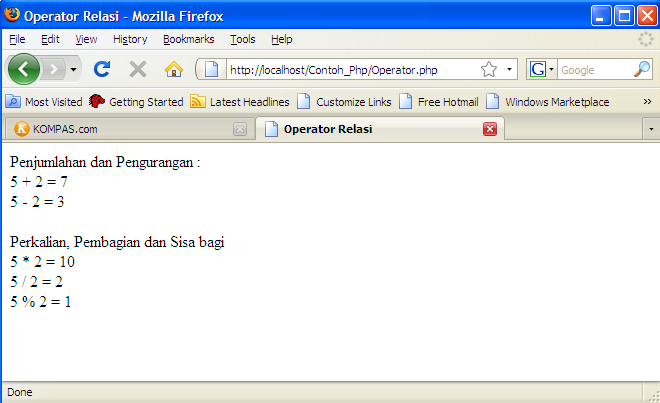 Operator Relasi - Mozilla Firefox
File Edit View History Bookmarks Tools Help
http://localhost/Contoh_Php/Operator.php G Google
Most Visited Getting Started Latest Headlines Customize Links Free Hotmail Windows Marketplace »
KOMPAS.com Operator Relasi
Penjumlahan dan Pengurangan :
5 + 2 = 7
5 - 2 = 3
Perkalian, Pembagian dan Sisa bagi
5 * 2 = 10
5 / 2 = 2
5 % 2 = 1
Done